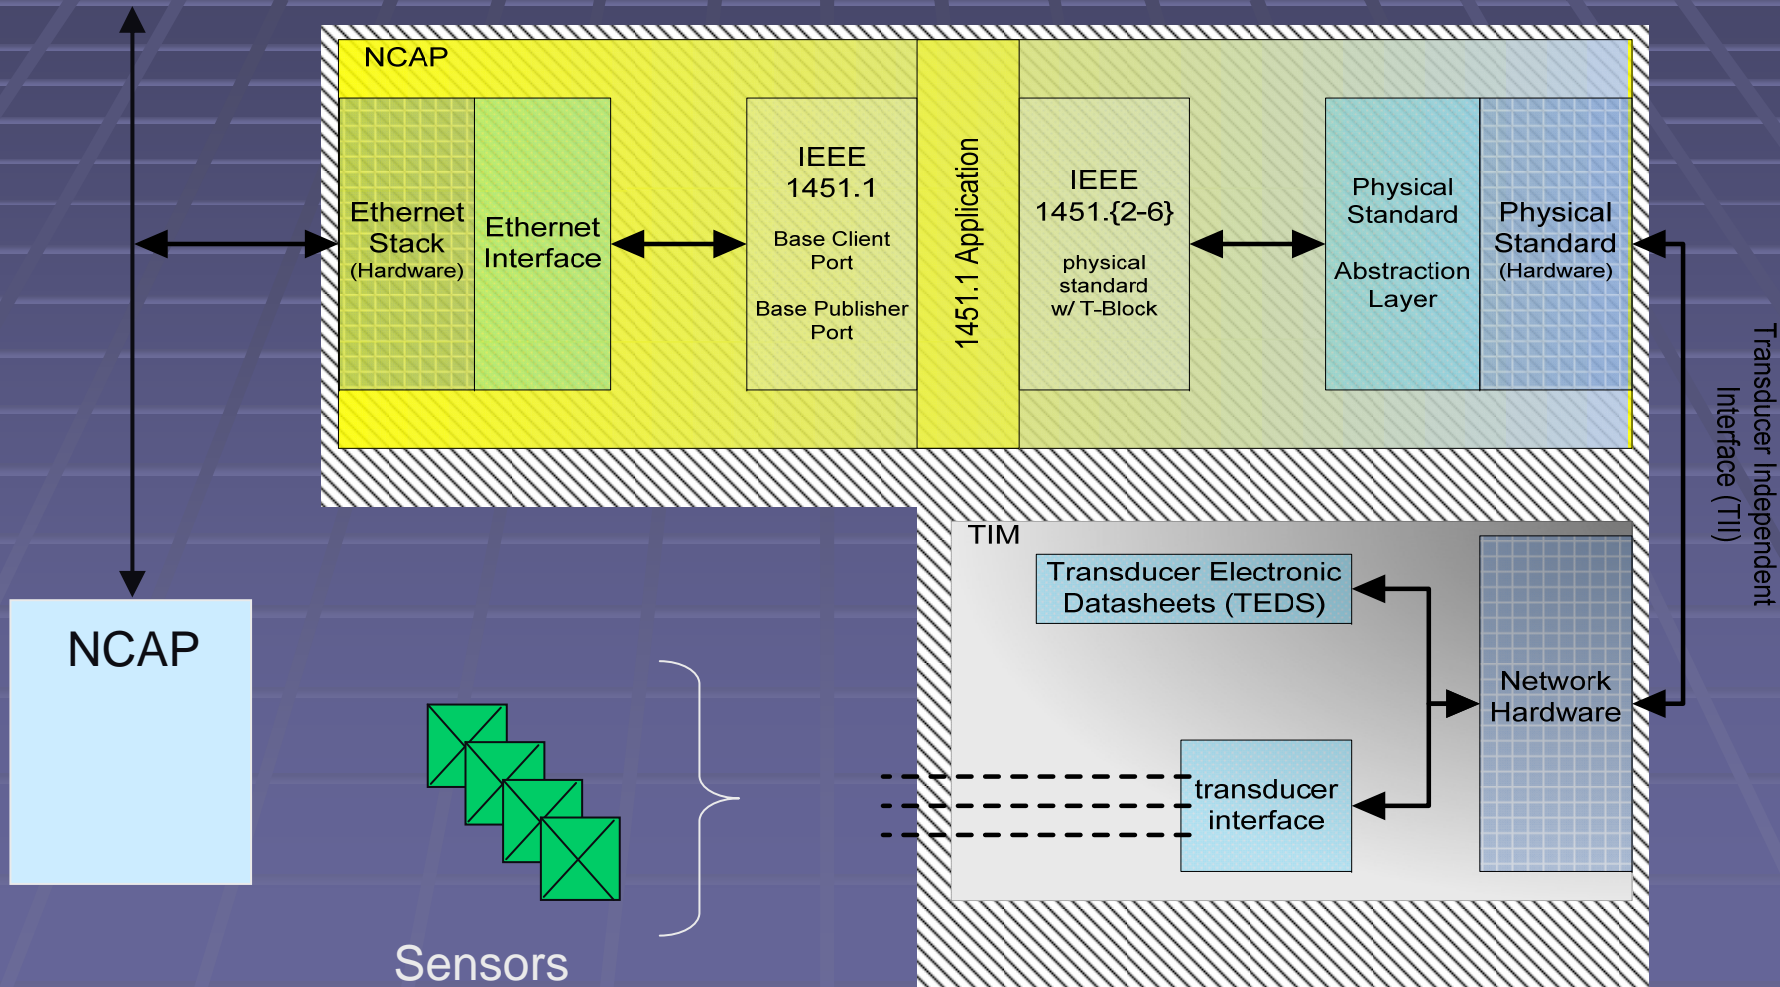 NCAP
Ethernet
Stack
(Hardware)
Ethernet
Interface
IEEE
1451.1
Base Client
Port
Base Publisher
Port
1451.1 Application
IEEE
1451.{2-6}
physical
standard
w/ T-Block
Physical
Standard
Abstraction
Layer
Physical
Standard
(Hardware)
Transducer Independent
Interface (TII)
TIM
Transducer Electronic
Datasheets (TEDS)
Network
Hardware
transducer
interface
NCAP
Sensors